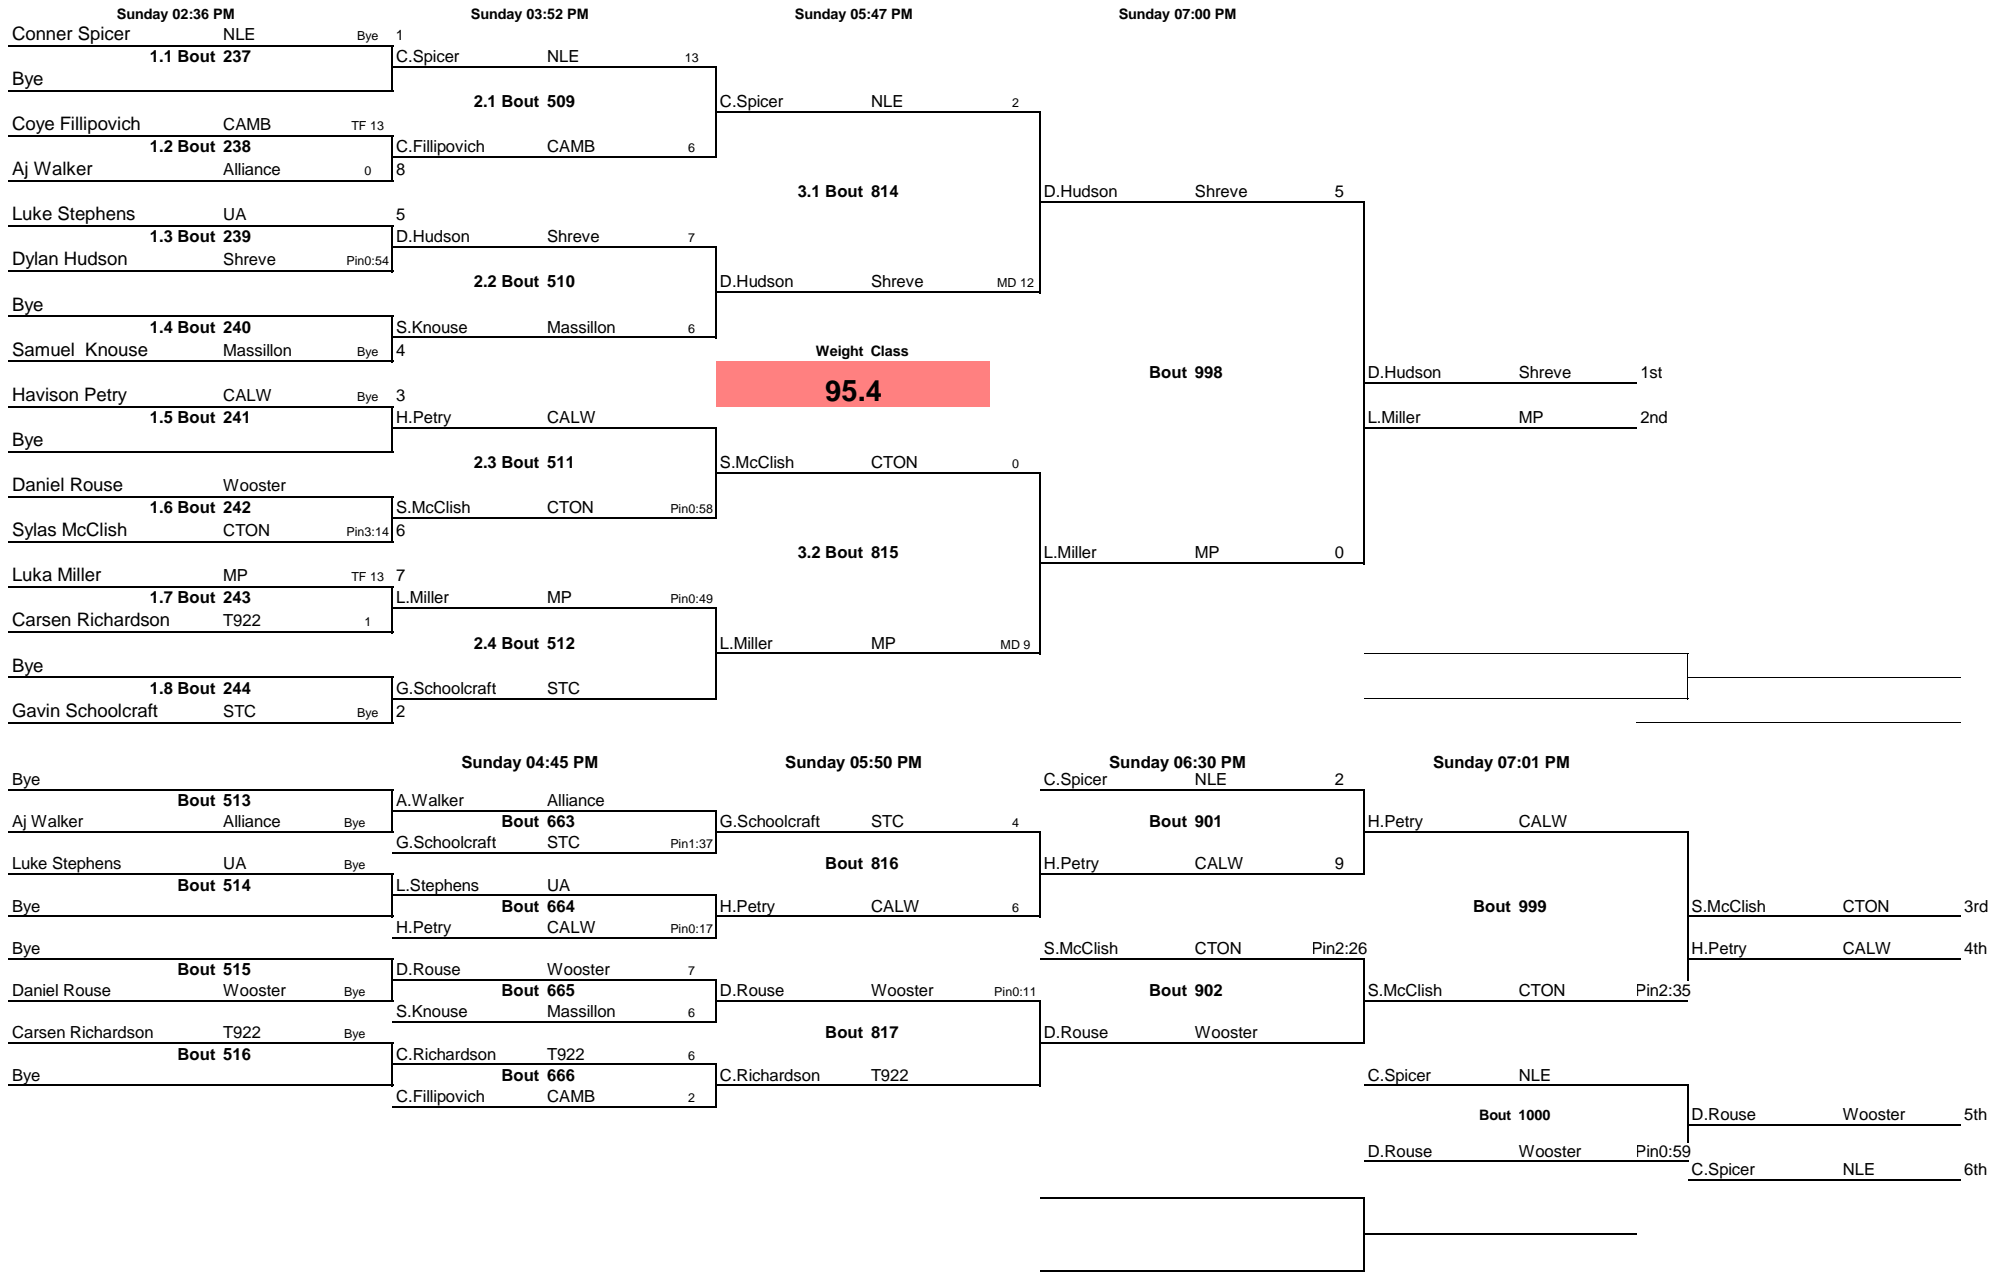 Sunday 02:36 PM Sunday 03:52 PM Sunday 05:47 PM Sunday 07:00 PM
Conner Spicer NLE Bye 1
1.1 Bout 237 C.Spicer NLE 13
Bye
2.1 Bout 509 C.Spicer NLE 2
Coye Fillipovich CAMB TF 13
1.2 Bout 238 C.Fillipovich CAMB 6
Aj Walker Alliance 0 8
3.1 Bout 814 D.Hudson Shreve 5
Luke Stephens UA 5
1.3 Bout 239 D.Hudson Shreve 7
Dylan Hudson Shreve Pin0:54
2.2 Bout 510 D.Hudson Shreve MD 12
Bye
1.4 Bout 240 S.Knouse Massillon 6
Samuel Knouse Massillon Bye 4 Weight Class
Bout 998 D.Hudson Shreve 1st
Havison Petry CALW Bye 3 95.4
1.5 Bout 241 H.Petry CALW L.Miller MP 2nd
Bye
2.3 Bout 511 S.McClish CTON 0
Daniel Rouse Wooster
1.6 Bout 242 S.McClish CTON Pin0:58
Sylas McClish CTON Pin3:14 6
3.2 Bout 815 L.Miller MP 0
Luka Miller MP TF 13 7
1.7 Bout 243 L.Miller MP Pin0:49
Carsen Richardson T922 1
2.4 Bout 512 L.Miller MP MD 9
Bye
1.8 Bout 244 G.Schoolcraft STC
Gavin Schoolcraft STC Bye 2
Sunday 04:45 PM Sunday 05:50 PM Sunday 06:30 PM Sunday 07:01 PM
Bye C.Spicer NLE 2
Bout 513 A.Walker Alliance
Aj Walker Alliance Bye Bout 663 G.Schoolcraft STC 4 Bout 901 H.Petry CALW
G.Schoolcraft STC Pin1:37
Luke Stephens UA Bye Bout 816 H.Petry CALW 9
Bout 514 L.Stephens UA
Bye Bout 664 H.Petry CALW 6 Bout 999 S.McClish CTON 3rd
H.Petry CALW Pin0:17
Bye S.McClish CTON Pin2:26 H.Petry CALW 4th
Bout 515 D.Rouse Wooster 7
Daniel Rouse Wooster Bye Bout 665 D.Rouse Wooster Pin0:11 Bout 902 S.McClish CTON Pin2:35
S.Knouse Massillon 6
Carsen Richardson T922 Bye Bout 817 D.Rouse Wooster
Bout 516 C.Richardson T922 6
Bye Bout 666 C.Richardson T922 C.Spicer NLE
C.Fillipovich CAMB 2
Bout 1000 D.Rouse Wooster 5th
D.Rouse Wooster Pin0:59
C.Spicer NLE 6th